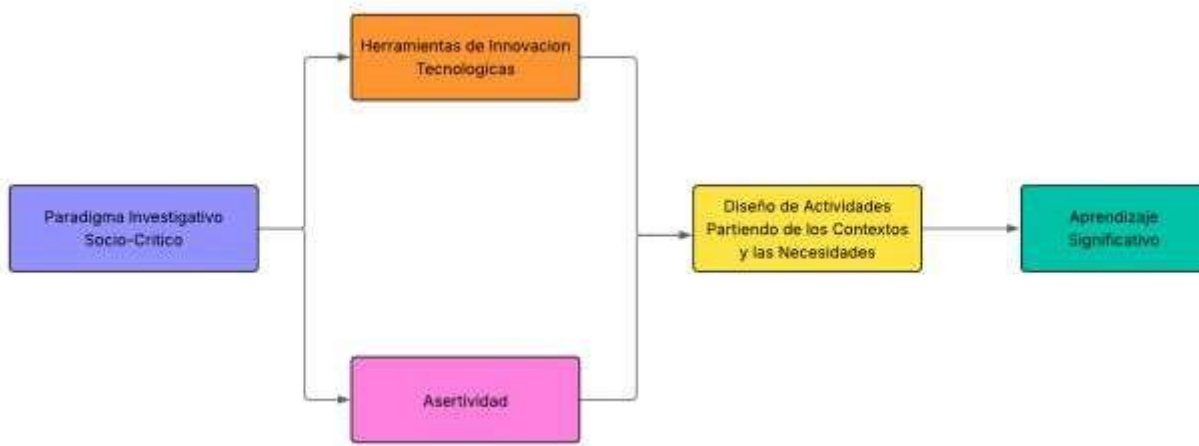 Herramientas de Innovacion
Tecnologicas
Paradigma Investigativo
Socio-Critico
Diseño de Actividades
Partiendo de los Contextos
y las Necesidades
Aprendizaje
Significativo
Asertividad